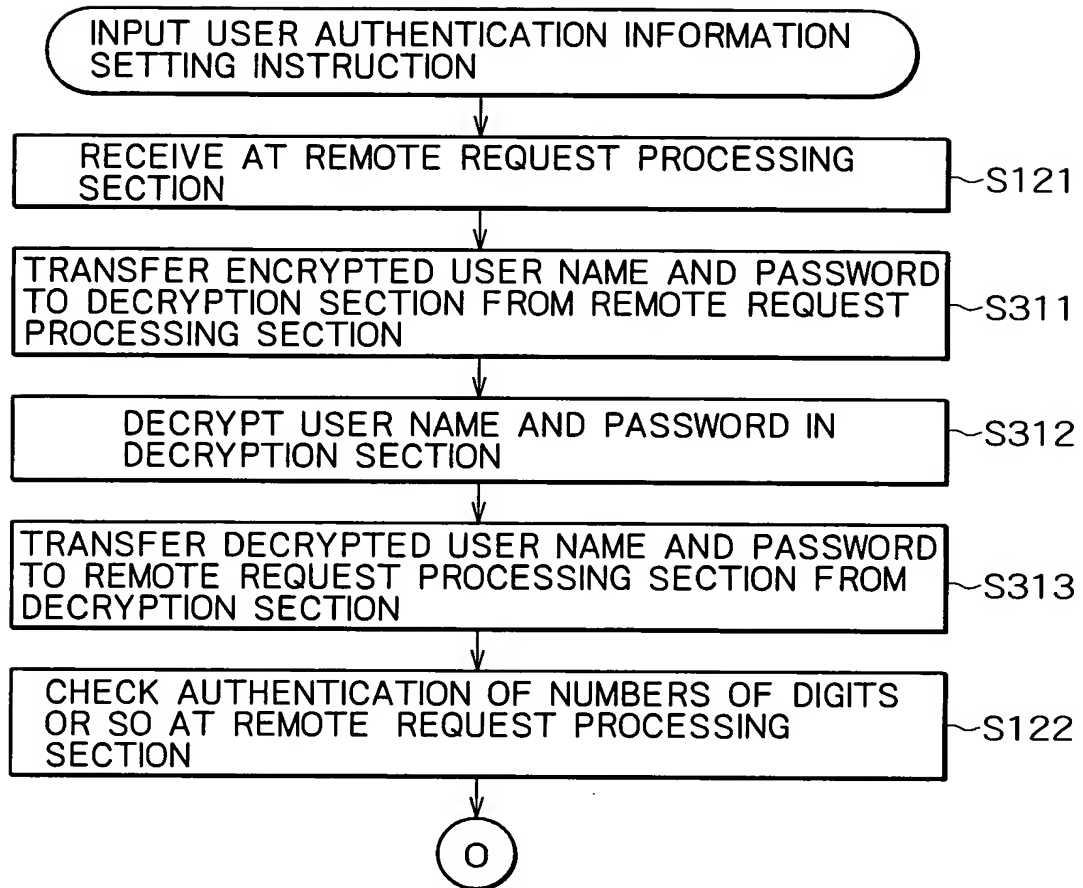 INPUT USER AUTHENTICATION INFORMATION
SETTING INSTRUCTION
RECEIVE AT REMOTE REQUEST PROCESSING
SECTION
S121
TRANSFER ENCRYPTED USER NAME AND PASSWORD
TO DECRYPTION SECTION FROM REMOTE REQUEST
PROCESSING SECTION
S311
DECRYPT USER NAME AND PASSWORD IN
DECRYPTION SECTION
S312
TRANSFER DECRYPTED USER NAME AND PASSWORD
TO REMOTE REQUEST PROCESSING SECTION FROM
DECRYPTION SECTION
S313
CHECK AUTHENTICATION OF NUMBERS OF DIGITS
OR SO AT REMOTE REQUEST PROCESSING
SECTION
S122
O